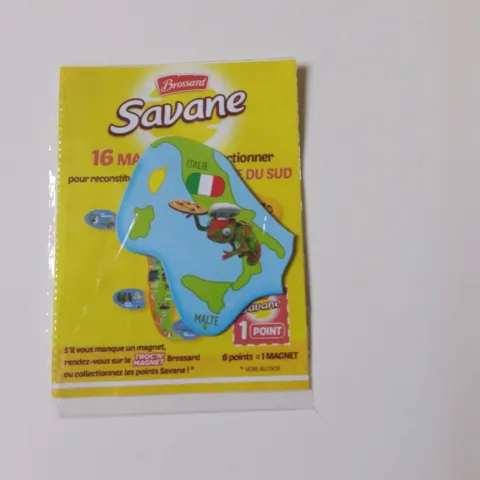 Brossard
Savane
16 MA ctionner
pour reconstitu E DU SUD
ITALIE
MALTE
Savane
1 POINT
S'il vous manque un magnet,
rendez-vous sur le TROC'N MAGNET Brossard
ou collectionnez les points Savane ! *
6 points = 1 MAGNET
* VOIR AU DOS